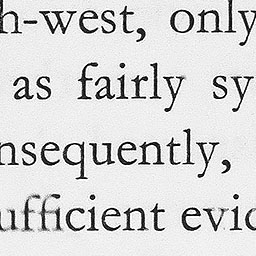 h-west, only
as fairly sy
nsequently,
ufficient evid